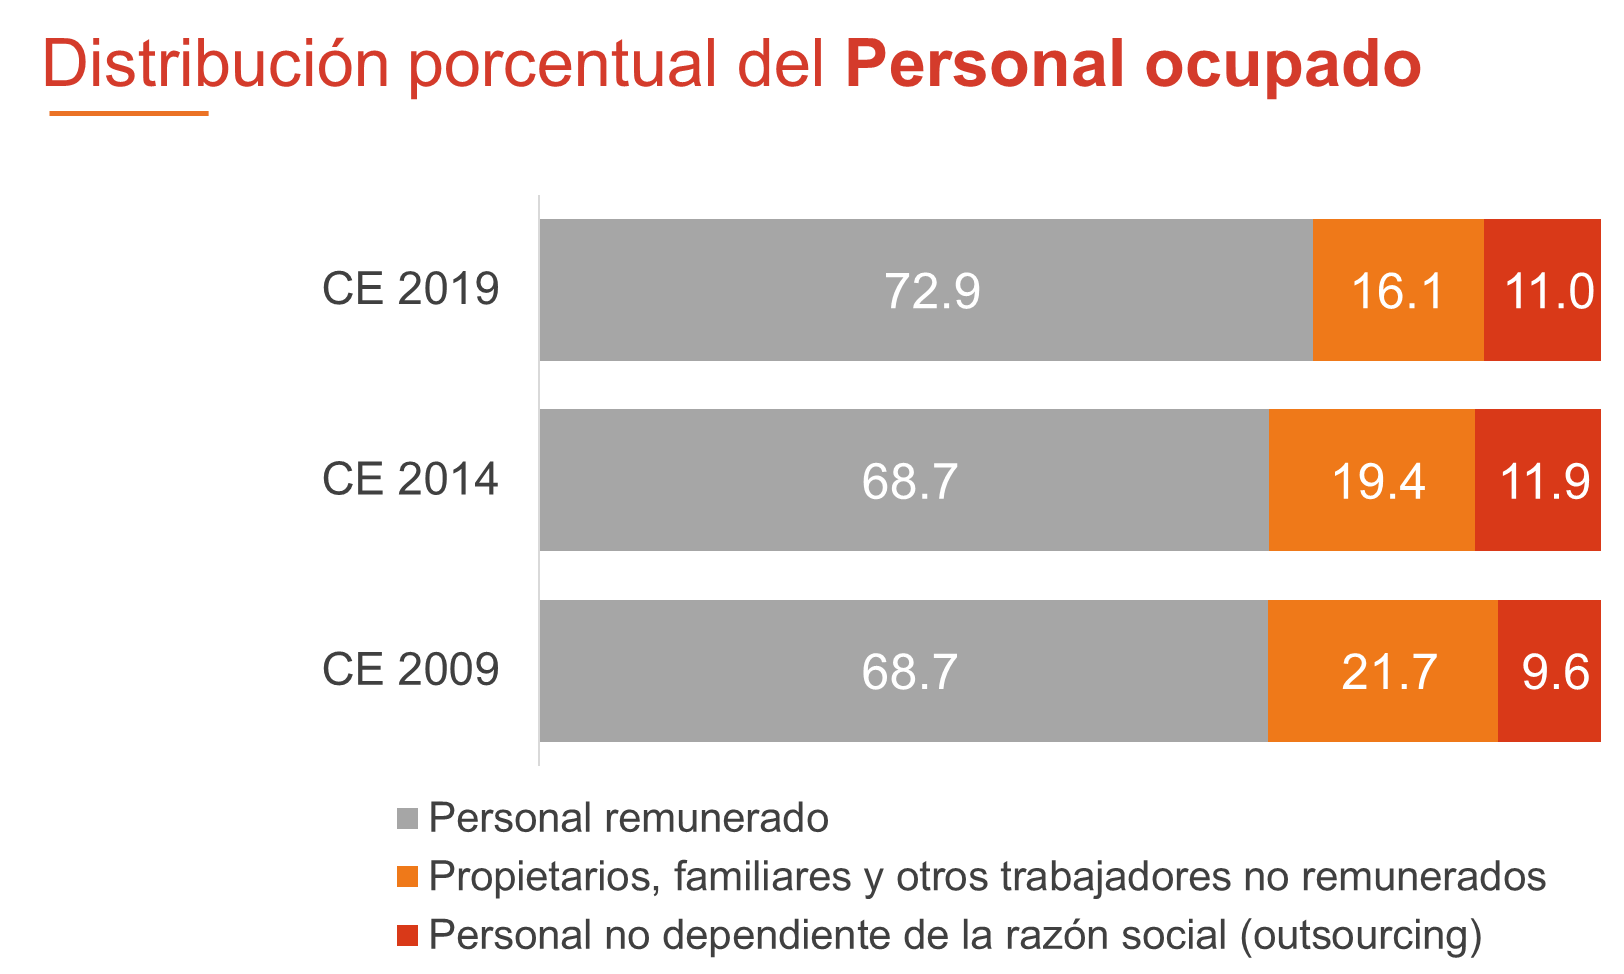 Distribución porcentual del Personal ocupado
CE 2019 72.9 16.1 11.0
CE 2014 68.7 19.4 11.9
CE 2009 68.7 21.7 9.6
Personal remunerado
Propietarios, familiares y otros trabajadores no remunerados
Personal no dependiente de la razón social (outsourcing)